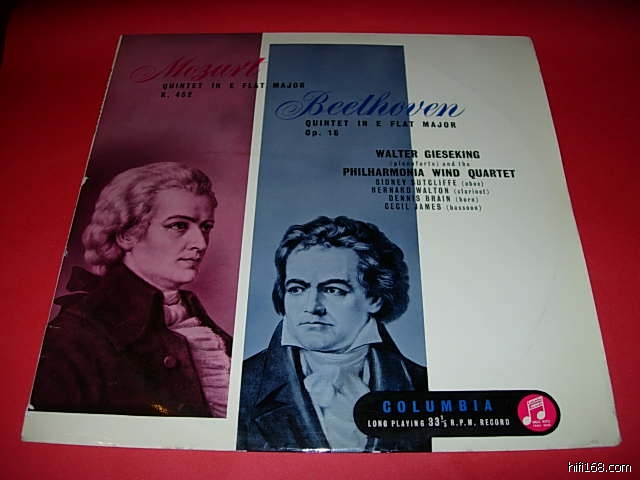 Mozart
QUINTET IN E FLAT MAJOR
K. 452
Beethoven
QUINTET IN E FLAT MAJOR
Op. 16
WALTER GIESEKING
(pianoforte) and the
PHILHARMONIA WIND QUARTET
SIDNEY SUTCLIFFE (oboe)
BERNARD WALTON (clarinet)
DENNIS BRAIN (horn)
CECIL JAMES (bassoon)
COLUMBIA
LONG PLAYING 33⅓ R.P.M. RECORD
hifi168.com